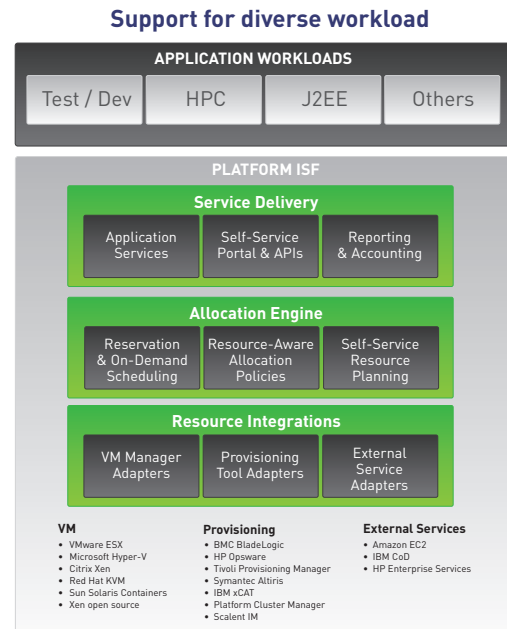 Support for diverse workload
APPLICATION WORKLOADS
Test / Dev
HPC
J2EE
Others
PLATFORM ISF
Service Delivery
Application
Services
Self-Service
Portal & APIs
Reporting
& Accounting
Allocation Engine
Reservation
& On-Demand
Scheduling
Resource-Aware
Allocation
Policies
Self-Service
Resource
Planning
Resource Integrations
VM Manager
Adapters
Provisioning
Tool Adapters
External
Service
Adapters
VM
• VMware ESX
• Microsoft Hyper-V
• Citrix Xen
• Red Hat KVM
• Sun Solaris Containers
• Xen open source
Provisioning
• BMC BladeLogic
• HP Opsware
• Tivoli Provisioning Manager
• Symantec Altiris
• IBM xCAT
• Platform Cluster Manager
• Scalent IM
External Services
• Amazon EC2
• IBM CoD
• HP Enterprise Services